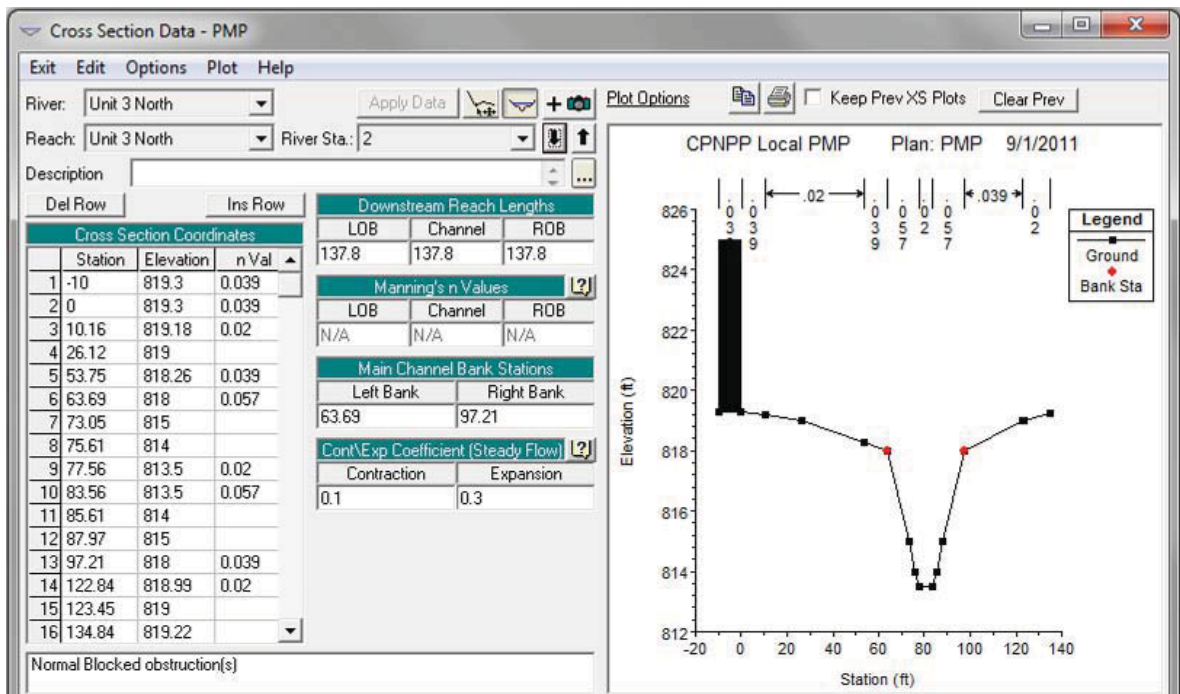 Cross Section Data - PMP
Exit Edit Options Plot Help
River: Unit 3 North
Apply Data
Reach: Unit 3 North River Sta.: 2
Description
...
Del Row Ins Row
Cross Section Coordinates
Station Elevation n Val
1 -10 819.3 0.039
2 0 819.3 0.039
3 10.16 819.18 0.02
4 26.12 819
5 53.75 818.26 0.039
6 63.69 818 0.057
7 73.05 815
8 75.61 814
9 77.56 813.5 0.02
10 83.56 813.5 0.057
11 85.61 814
12 87.97 815
13 97.21 818 0.039
14 122.84 818.99 0.02
15 123.45 819
16 134.84 819.22
Downstream Reach Lengths
LOB Channel ROB
137.8 137.8 137.8
Manning's n Values
LOB Channel ROB
N/A N/A N/A
Main Channel Bank Stations
Left Bank Right Bank
63.69 97.21
Cont\Exp Coefficient (Steady Flow)
Contraction Expansion
0.1 0.3
Normal Blocked obstruction(s)
Plot Options Keep Prev XS Plots Clear Prev
CPNPP Local PMP Plan: PMP 9/1/2011
.039 .039 .02 .039 .057 .02 .057 .039 .02
Legend
Ground
Bank Sta
Elevation (ft)
826
824
822
820
818
816
814
812
-20 0 20 40 60 80 100 120 140
Station (ft)